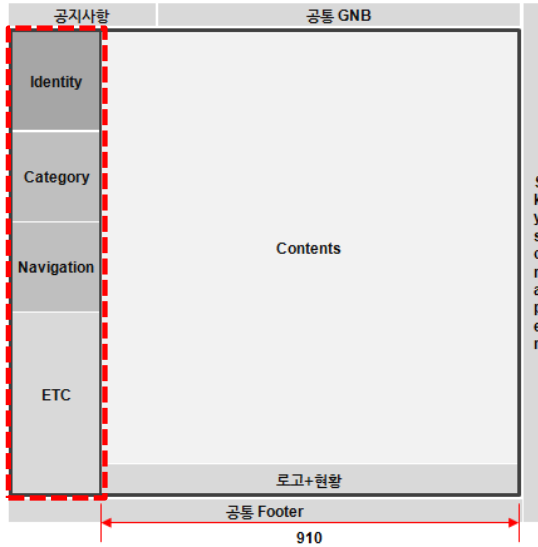 공지사항
공통 GNB
Identity
Category
Navigation
ETC
Contents
로고+현황
공통 Footer
910